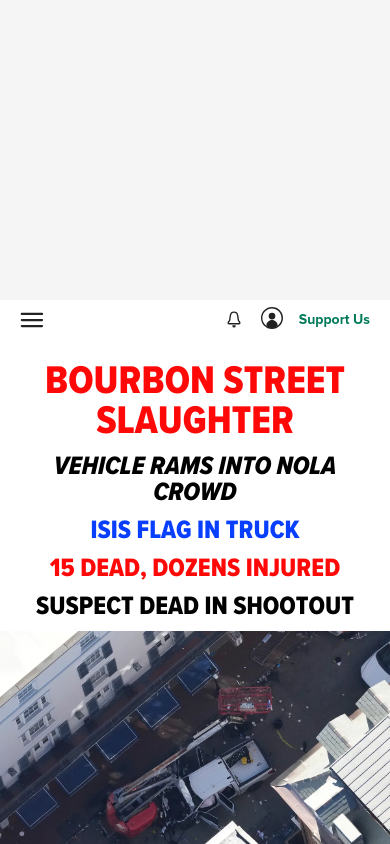 Support Us
BOURBON STREET
SLAUGHTER
VEHICLE RAMS INTO NOLA
CROWD
ISIS FLAG IN TRUCK
15 DEAD, DOZENS INJURED
SUSPECT DEAD IN SHOOTOUT